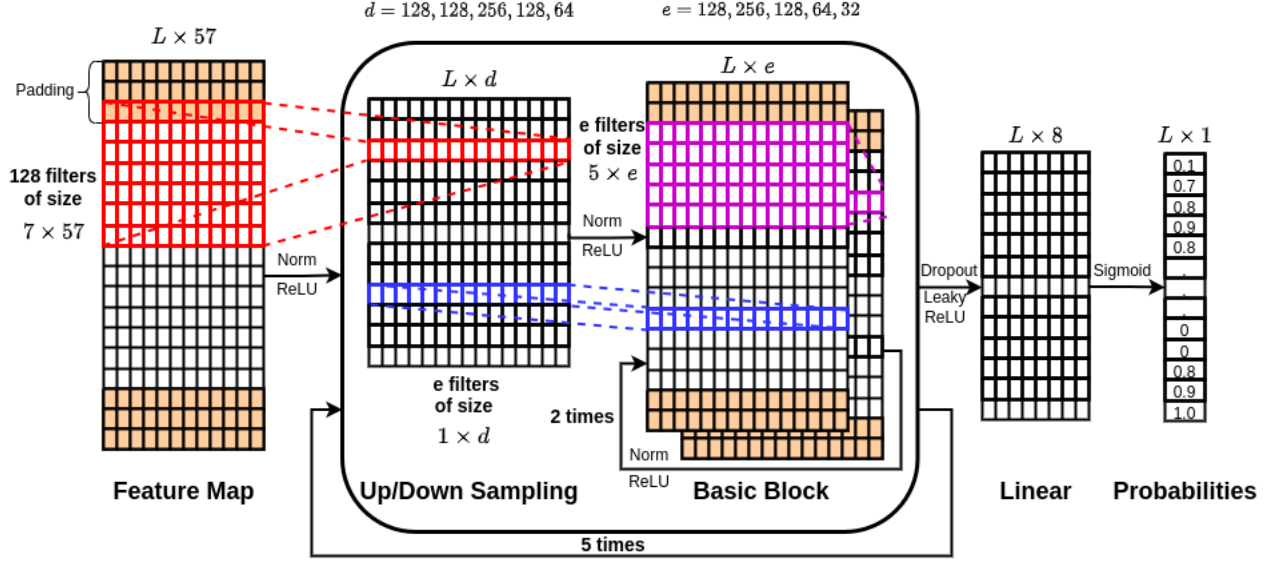 d = 128, 128, 256, 128, 64
e = 128, 256, 128, 64, 32
L × 57
Padding
128 filters
of size
7 × 57
Norm
ReLU
Feature Map
L × d
e filters
of size
1 × d
Up/Down Sampling
e filters
of size
5 × e
Norm
ReLU
L × e
2 times
Norm
ReLU
Basic Block
5 times
Dropout
Leaky
ReLU
L × 8
Linear
Sigmoid
L × 1
0.1
0.7
0.8
0.9
0.8
.
.
.
0
0
0.8
0.9
1.0
Probabilities